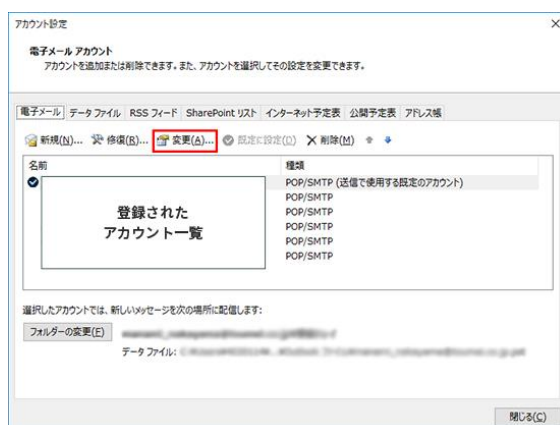 アカウント設定
電子メール アカウント
アカウントを追加または削除できます。また、アカウントを選択してその設定を変更できます。
電子メール データ ファイル RSS フィード SharePoint リスト インターネット予定表 公開予定表 アドレス帳
新規(N)... 修復(R)... 変更(A)... 既定に設定(D) 削除(M)
名前 種類
POP/SMTP (送信で使用する既定のアカウント)
POP/SMTP
POP/SMTP
POP/SMTP
POP/SMTP
POP/SMTP
登録された
アカウント一覧
選択したアカウントでは、新しいメッセージを次の場所に配信します:
フォルダーの変更(F)
データ ファイル:
閉じる(C)